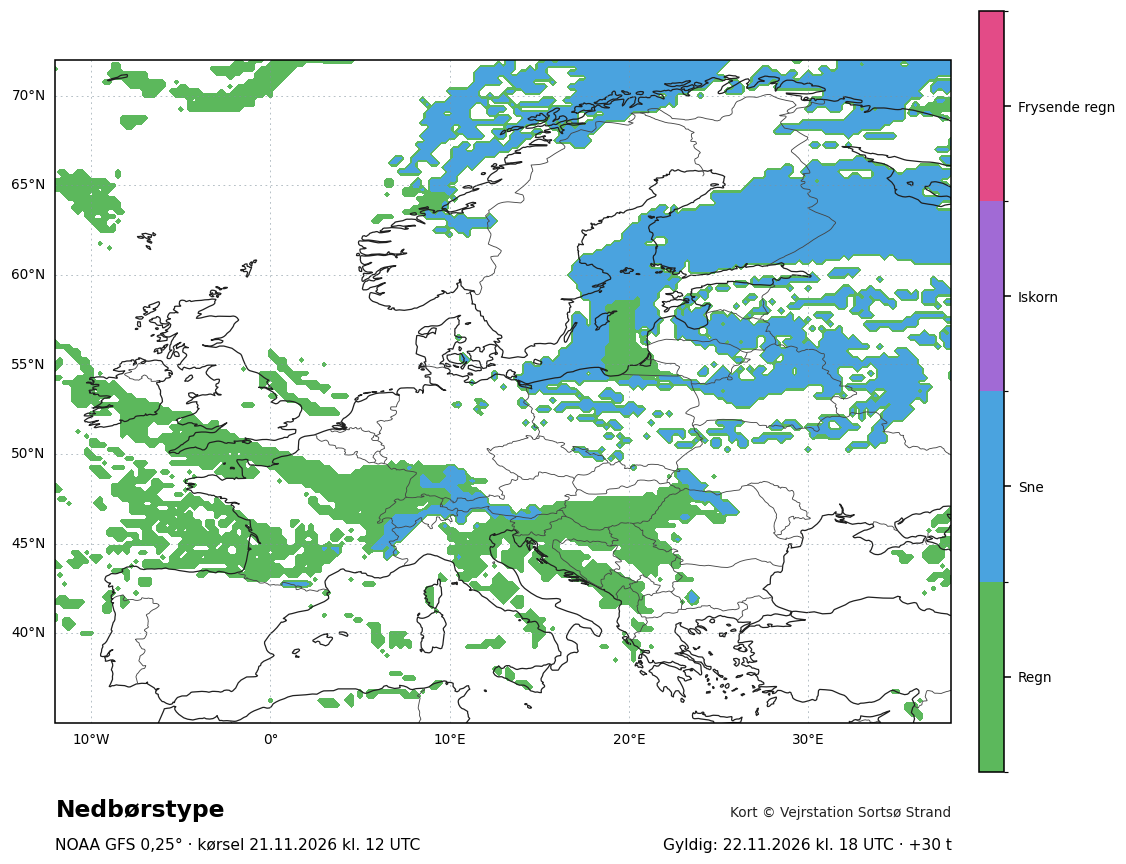 70°N
65°N
60°N
55°N
50°N
45°N
40°N
10°W
0°
10°E
20°E
30°E
Frysende regn
Iskorn
Sne
Regn
Nedbørstype
Kort © Vejrstation Sortsø Strand
NOAA GFS 0,25° · kørsel 21.11.2026 kl. 12 UTC
Gyldig: 22.11.2026 kl. 18 UTC · +30 t